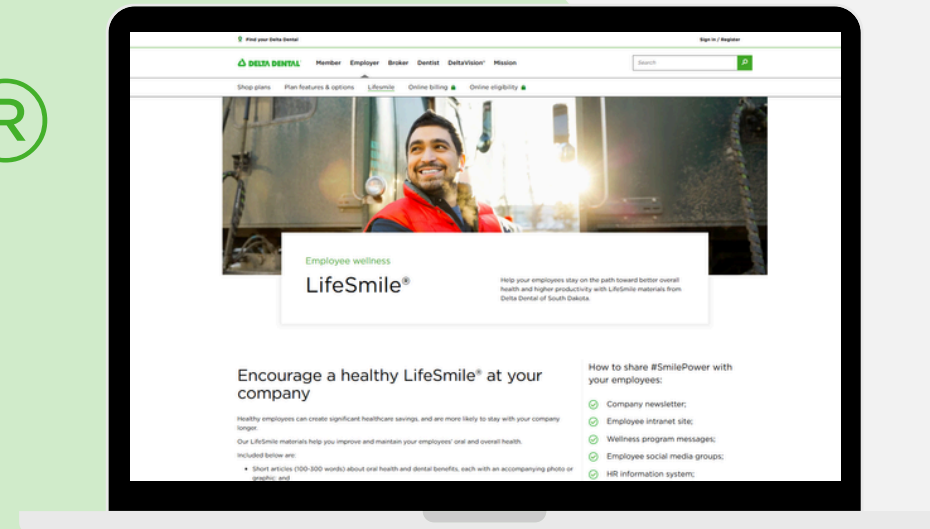 R
Find your Delta Dental
Sign in / Register
DELTA DENTAL Member Employer Broker Dentist DeltaVision® Mission
Search
Shop plans Plan features & options Lifesmile Online billing Online eligibility
Employee wellness
LifeSmile®
Help your employees stay on the path toward better overall
health and higher productivity with LifeSmile materials from
Delta Dental of South Dakota.
Encourage a healthy LifeSmile® at your
company
Healthy employees can create significant healthcare savings, and are more likely to stay with your company
longer.
Our LifeSmile materials help you improve and maintain your employees' oral and overall health.
Included below are:
• Short articles (100-300 words) about oral health and dental benefits, each with an accompanying photo or
graphic; and
How to share #SmilePower with
your employees:
Company newsletter;
Employee intranet site;
Wellness program messages;
Employee social media groups;
HR information system;